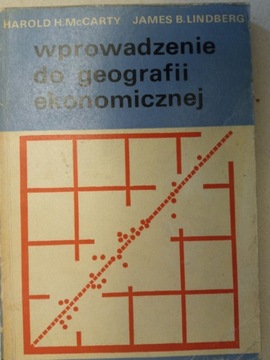 HAROLD H. McCARTY JAMES B. LINDBERG
wprowadzenie
do geografii
ekonomicznej